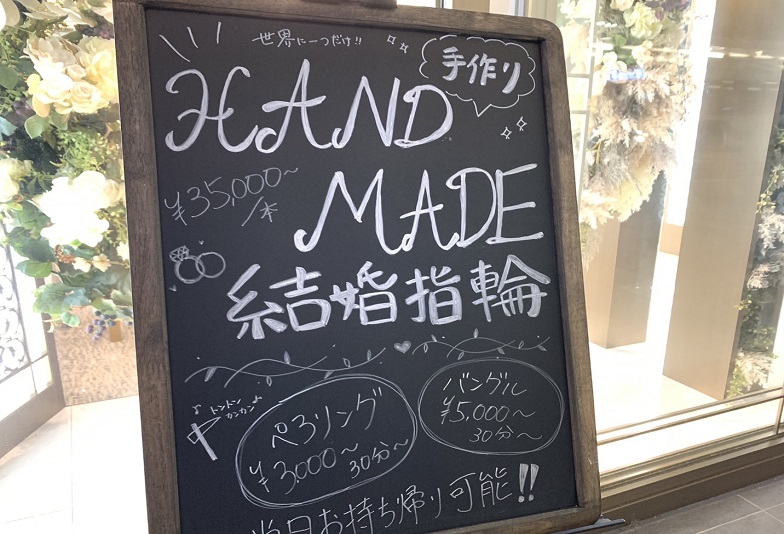 世界に一つだけ!!
手作り
HAND
MADE
¥35,000〜
/本
結婚指輪
トントン
カンカン
ペアリング
¥3,000〜
30分〜
バングル
¥5,000〜
30分〜
当日お持ち帰り可能!!